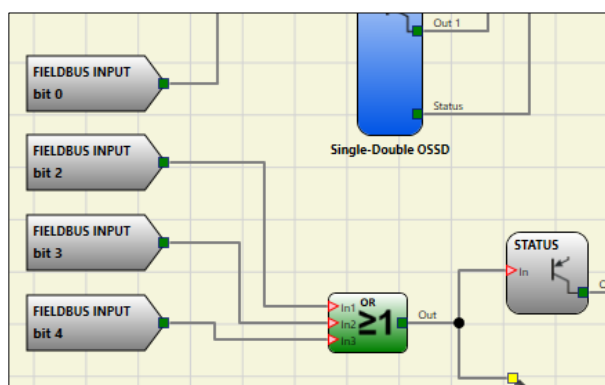 Out 1
FIELDBUS INPUT
bit 0
Status
Single-Double OSSD
FIELDBUS INPUT
bit 2
FIELDBUS INPUT
bit 3
STATUS
In
FIELDBUS INPUT
bit 4
OR
In1
In2
In3
≥1
Out